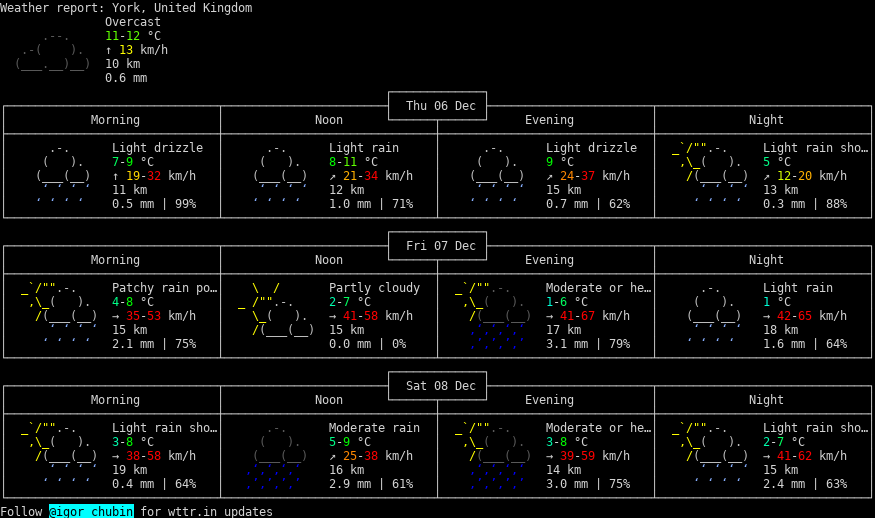 Weather report: York, United Kingdom
Overcast
11-12 °C
↑ 13 km/h
10 km
0.6 mm
Thu 06 Dec
Morning Noon Evening Night
Light drizzle Light rain Light drizzle Light rain sho…
7-9 °C 8-11 °C 9 °C 5 °C
↑ 19-32 km/h ↗ 21-34 km/h ↗ 24-37 km/h ↗ 12-20 km/h
11 km 12 km 15 km 13 km
0.5 mm | 99% 1.0 mm | 71% 0.7 mm | 62% 0.3 mm | 88%
Fri 07 Dec
Morning Noon Evening Night
Patchy rain po… Partly cloudy Moderate or he… Light rain
4-8 °C 2-7 °C 1-6 °C 1 °C
→ 35-53 km/h → 41-58 km/h → 41-67 km/h → 42-65 km/h
15 km 15 km 17 km 18 km
2.1 mm | 75% 0.0 mm | 0% 3.1 mm | 79% 1.6 mm | 64%
Sat 08 Dec
Morning Noon Evening Night
Light rain sho… Moderate rain Moderate or he… Light rain sho…
3-8 °C 5-9 °C 3-8 °C 2-7 °C
→ 38-58 km/h ↗ 25-38 km/h → 39-59 km/h → 41-62 km/h
19 km 16 km 14 km 15 km
0.4 mm | 64% 2.9 mm | 61% 3.0 mm | 75% 2.4 mm | 63%
Follow @igor_chubin for wttr.in updates